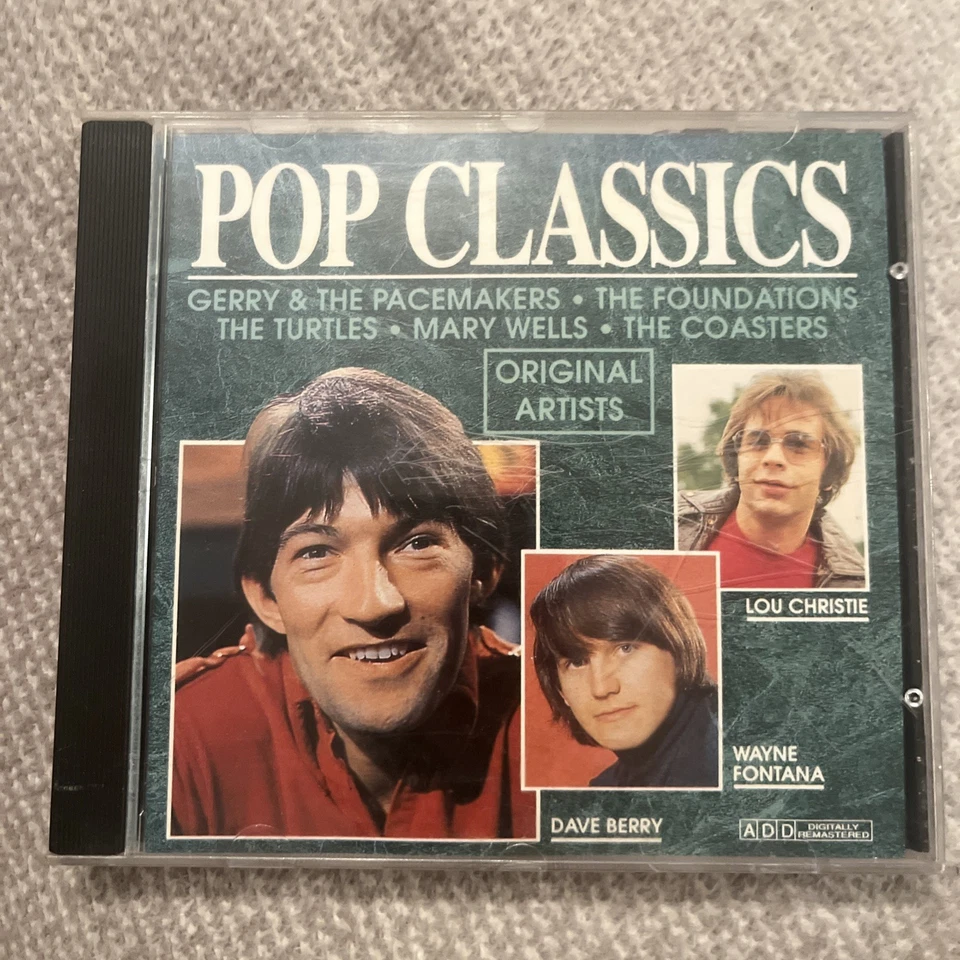 POP CLASSICS
GERRY & THE PACEMAKERS • THE FOUNDATIONS
THE TURTLES • MARY WELLS • THE COASTERS
ORIGINAL
ARTISTS
LOU CHRISTIE
WAYNE
FONTANA
DAVE BERRY
ADD DIGITALLY
REMASTERED